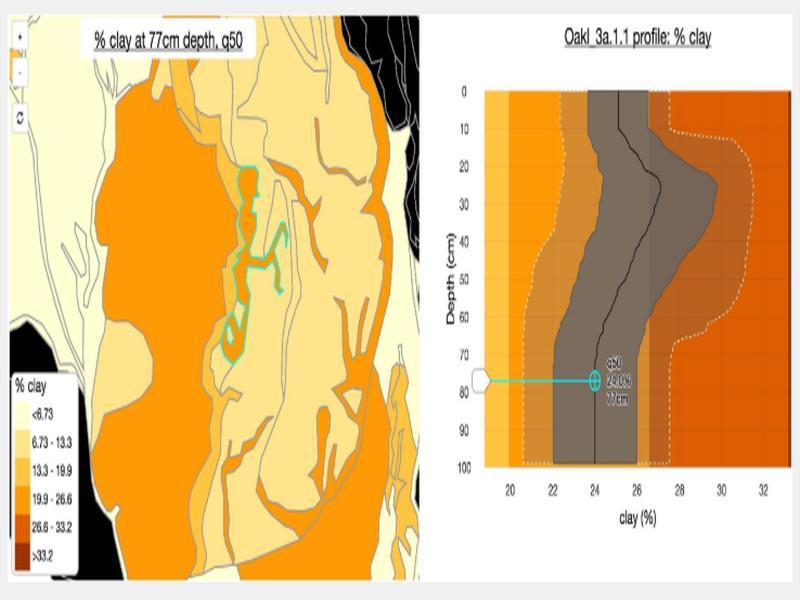 +
% clay at 77cm depth, q50
-
% clay
<6.73
6.73 - 13.3
13.3 - 19.9
19.9 - 26.6
26.6 - 33.2
>33.2
Oakl_3a.1.1 profile: % clay
0
10
20
30
40
50
60
70
80
90
100
Depth (cm)
q50
24.0%
77cm
20
22
24
26
28
30
32
clay (%)